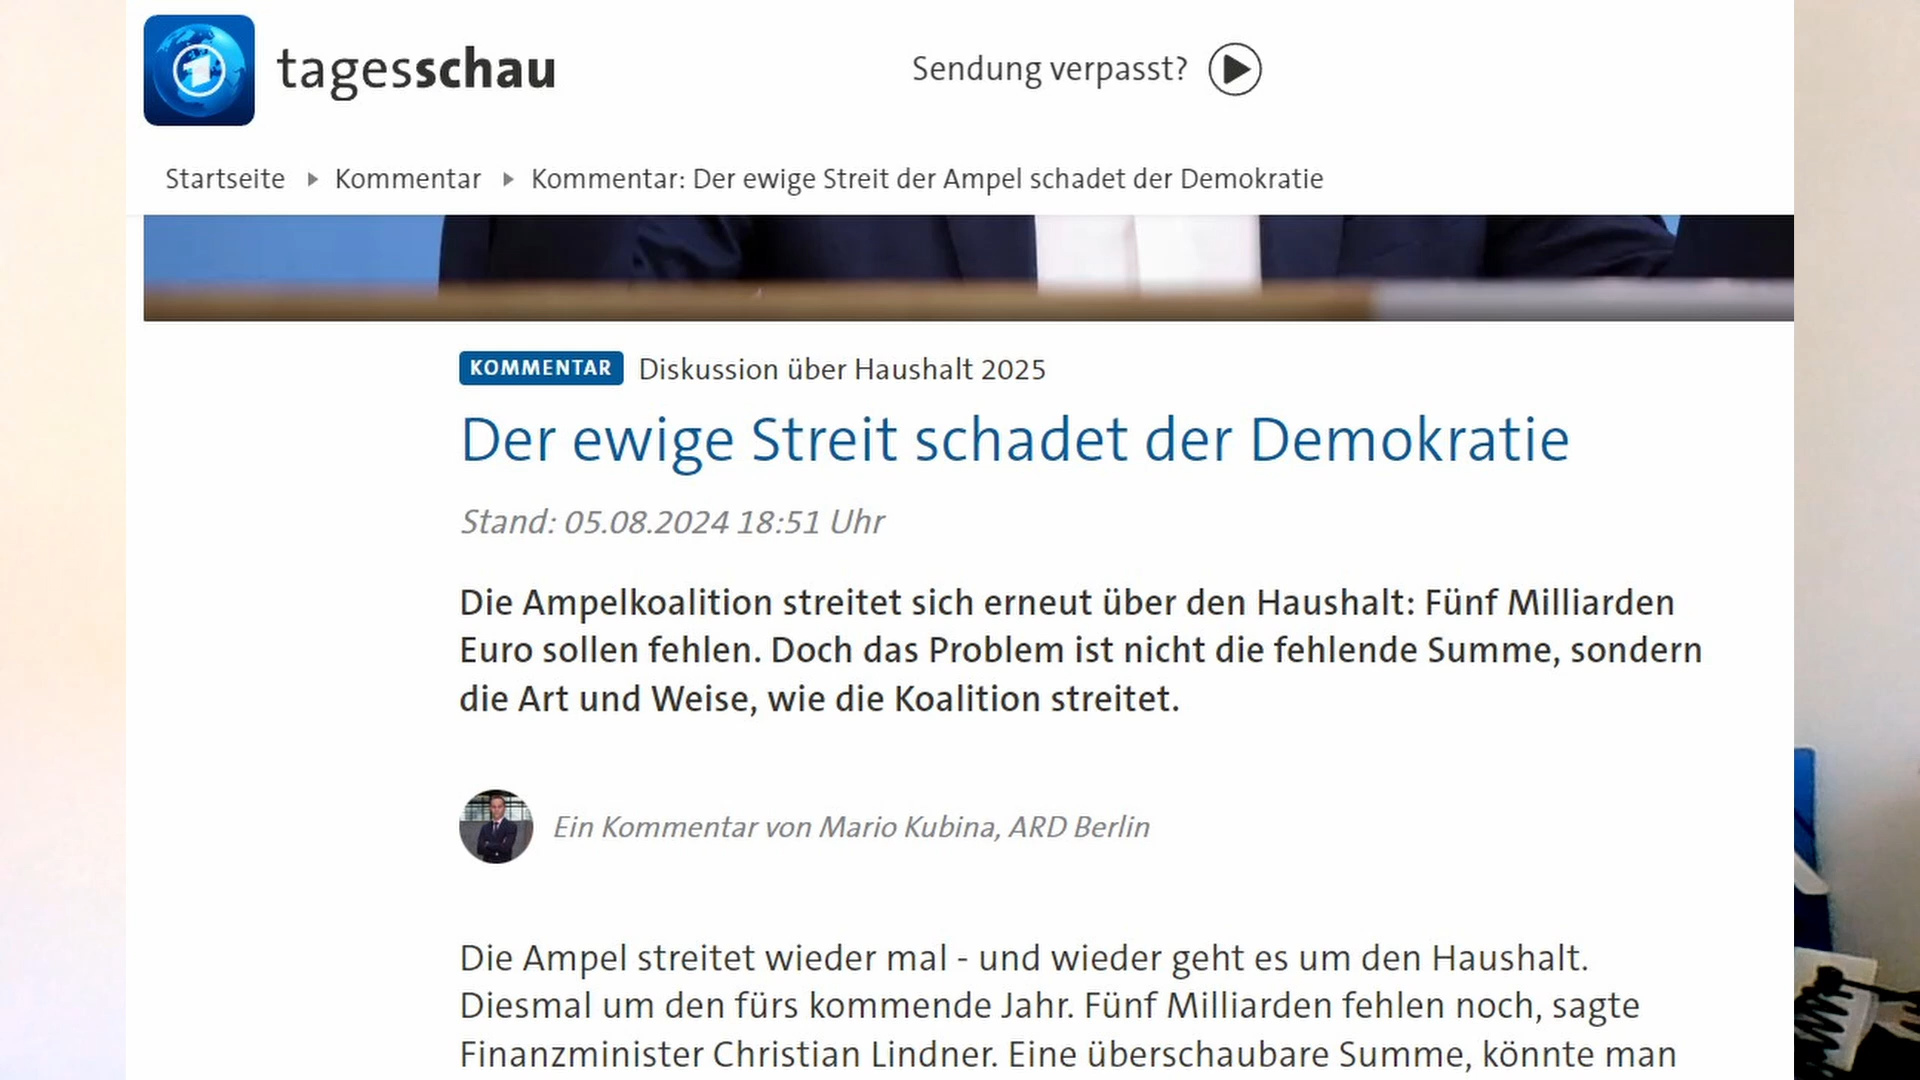 tagesschau
Sendung verpasst?
Startseite Kommentar Kommentar: Der ewige Streit der Ampel schadet der Demokratie
KOMMENTAR Diskussion über Haushalt 2025
Der ewige Streit schadet der Demokratie
Stand: 05.08.2024 18:51 Uhr
Die Ampelkoalition streitet sich erneut über den Haushalt: Fünf Milliarden
Euro sollen fehlen. Doch das Problem ist nicht die fehlende Summe, sondern
die Art und Weise, wie die Koalition streitet.
Ein Kommentar von Mario Kubina, ARD Berlin
Die Ampel streitet wieder mal - und wieder geht es um den Haushalt.
Diesmal um den fürs kommende Jahr. Fünf Milliarden fehlen noch, sagte
Finanzminister Christian Lindner. Eine überschaubare Summe, könnte man